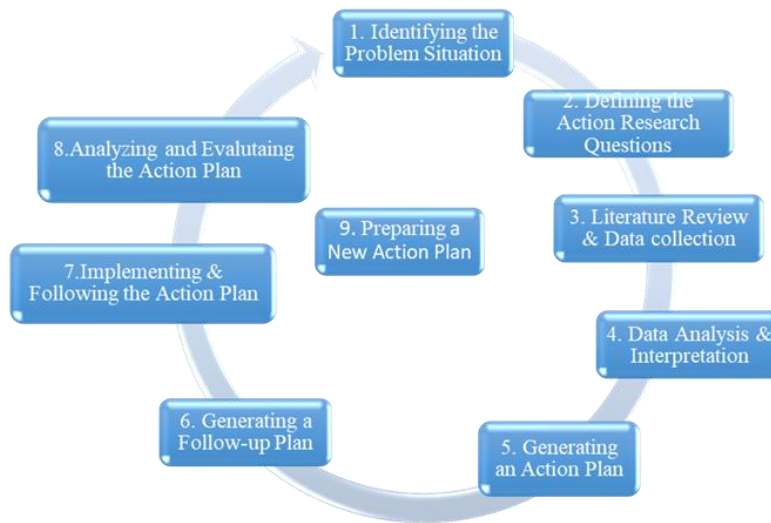 1. Identifying the
Problem Situation
2. Defining the
Action Research
Questions
3. Literature Review
& Data collection
4. Data Analysis &
Interpretation
5. Generating
an Action Plan
6. Generating a
Follow-up Plan
7.Implementing &
Following the Action Plan
8.Analyzing and Evalutaing
the Action Plan
9. Preparing a
New Action Plan